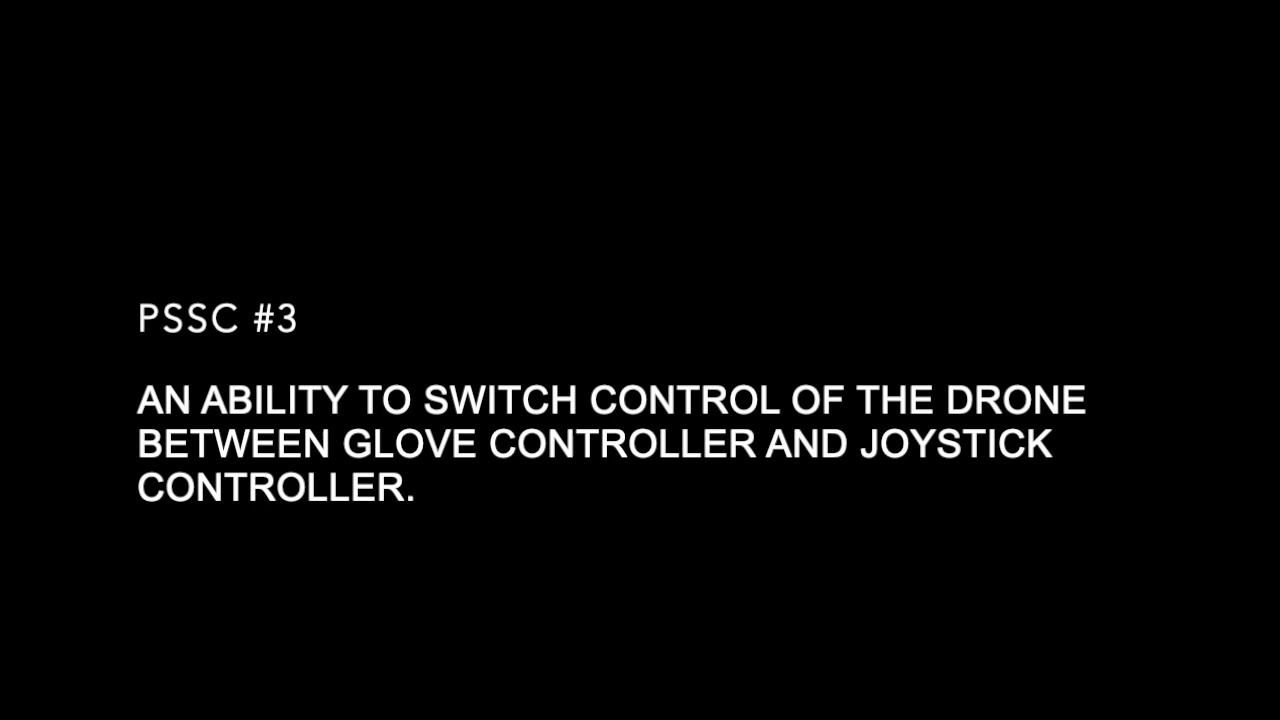 PSSC #3
AN ABILITY TO SWITCH CONTROL OF THE DRONE
BETWEEN GLOVE CONTROLLER AND JOYSTICK
CONTROLLER.